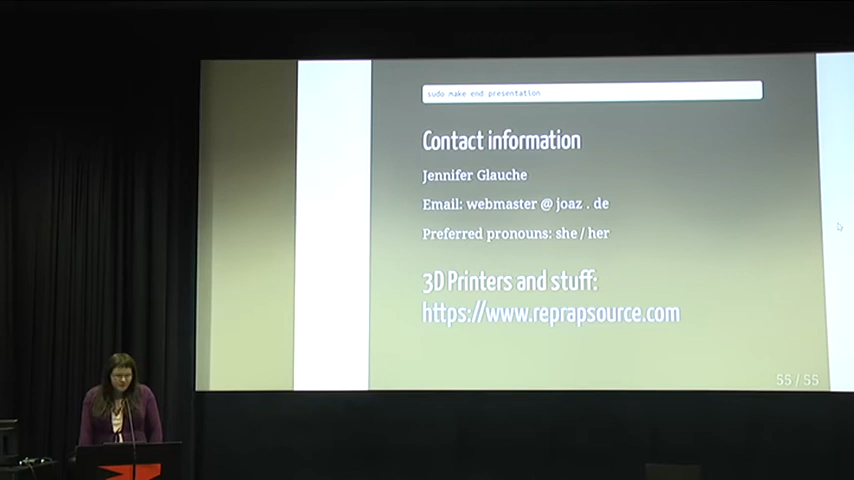 sudo make end presentation
Contact information
Jennifer Glauche
Email: webmaster @ joaz . de
Preferred pronouns: she / her
3D Printers and stuff:
https://www.reprapsource.com
55 / 55